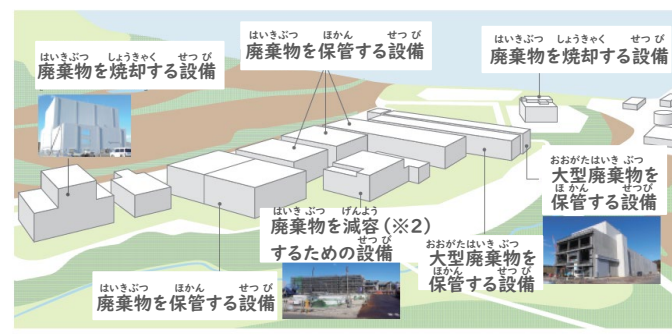 はいきぶつ しょうきゃく せつび
廃棄物を焼却する設備
はいきぶつ ほかん せつび
廃棄物を保管する設備
はいきぶつ しょうきゃく せつび
廃棄物を焼却する設備
おおがたはいきぶつ
大型廃棄物を
ほかん せつび
保管する設備
はいきぶつ げんよう
廃棄物を減容(※2)
せつび
するための設備
おおがたはいきぶつ
大型廃棄物を
ほかん せつび
保管する設備
はいきぶつ ほかん せつび
廃棄物を保管する設備